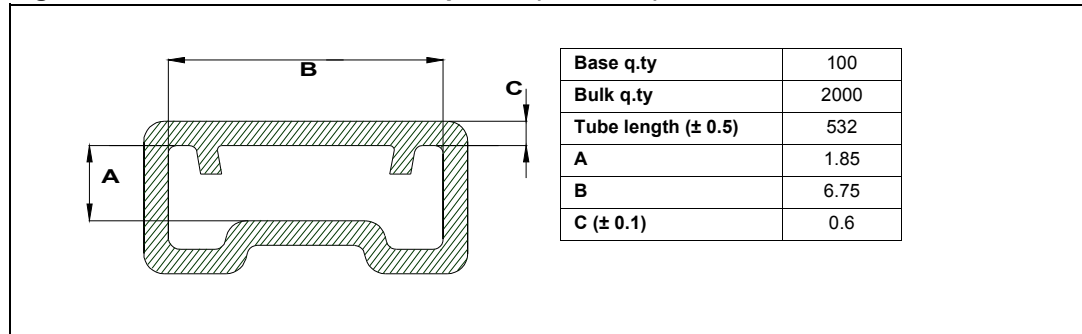 B
C
A
Base q.ty 100
Bulk q.ty 2000
Tube length (± 0.5) 532
A 1.85
B 6.75
C (± 0.1) 0.6